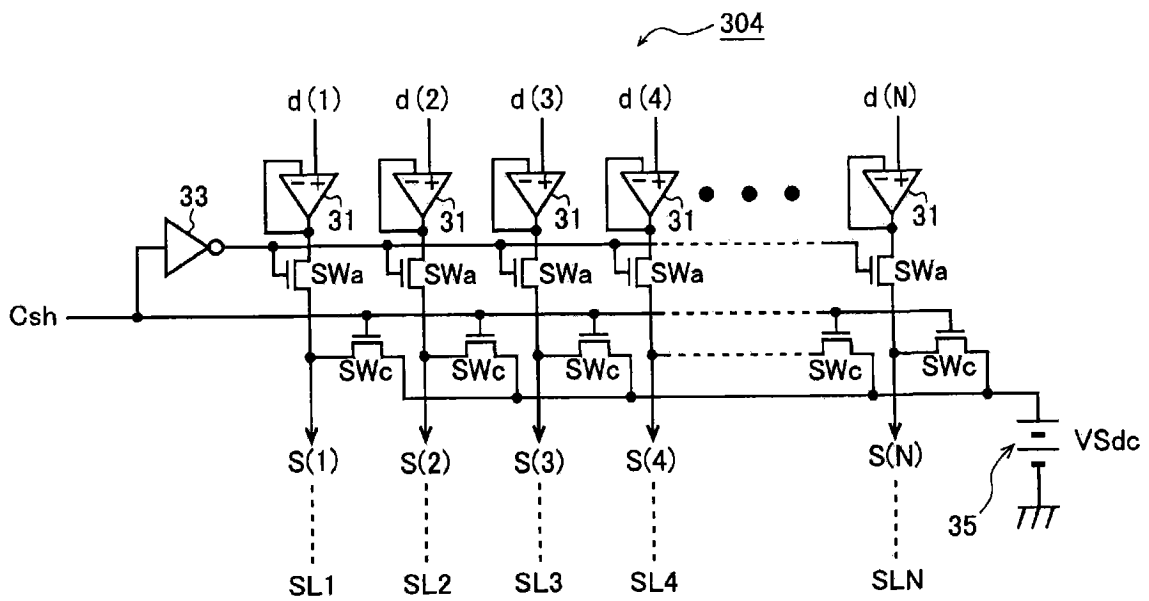 304
d(1) d(2) d(3) d(4) d(N)
33
- + - + - + - + - +
31 31 31 31 31
SWa SWa SWa SWa SWa
Csh
SWc SWc SWc SWc SWc
S(1) S(2) S(3) S(4) S(N)
VSdc
35
SL1 SL2 SL3 SL4 SLN